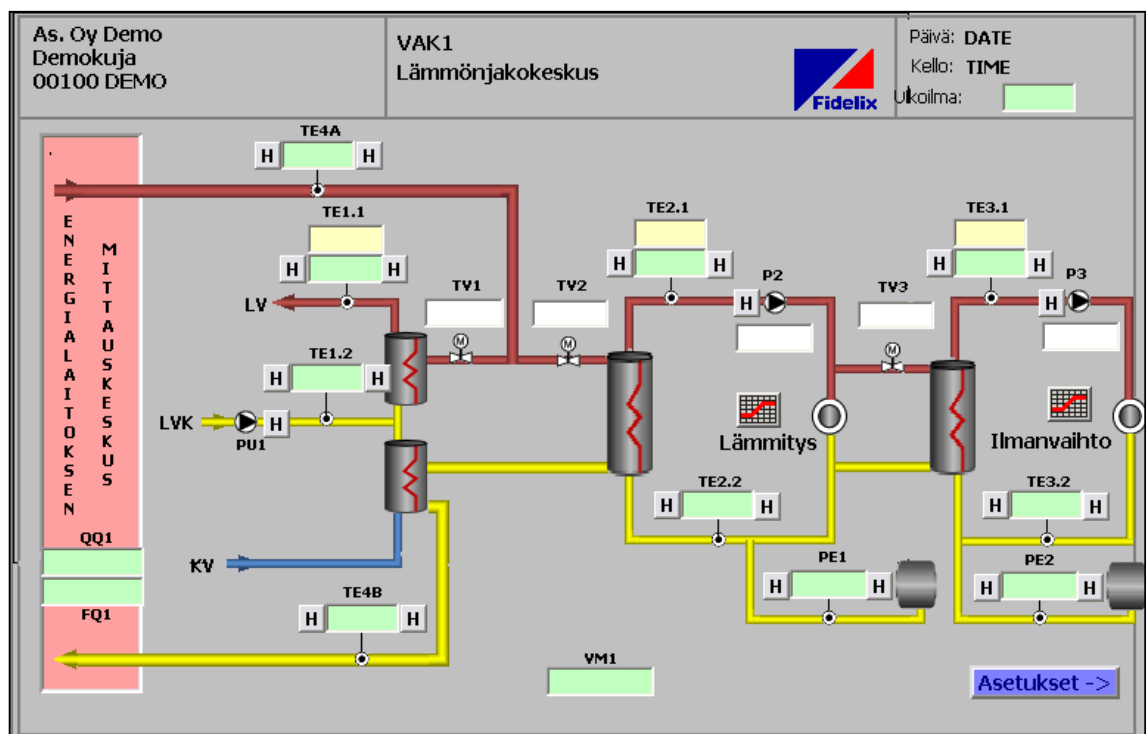 As. Oy Demo
Demokuja
00100 DEMO
VAK1
Lämmönjakokeskus
Fidelix
Päivä: DATE
Kello: TIME
Ulkoilma:
TE4A
H H
TE1.1
H H
TE2.1
H H
TE3.1
H H
P2
H
P3
H
LV
TV1
TV2
TV3
M
M
M
TE1.2
H H
LVK
PU1
H
Lämmitys
Ilmanvaihto
ENERGIALAITOKSEN
MITTAUSKESKUS
TE2.2
H H
TE3.2
H H
QQ1
FQ1
KV
PE1
H H
PE2
H H
TE4B
H H
VM1
Asetukset ->